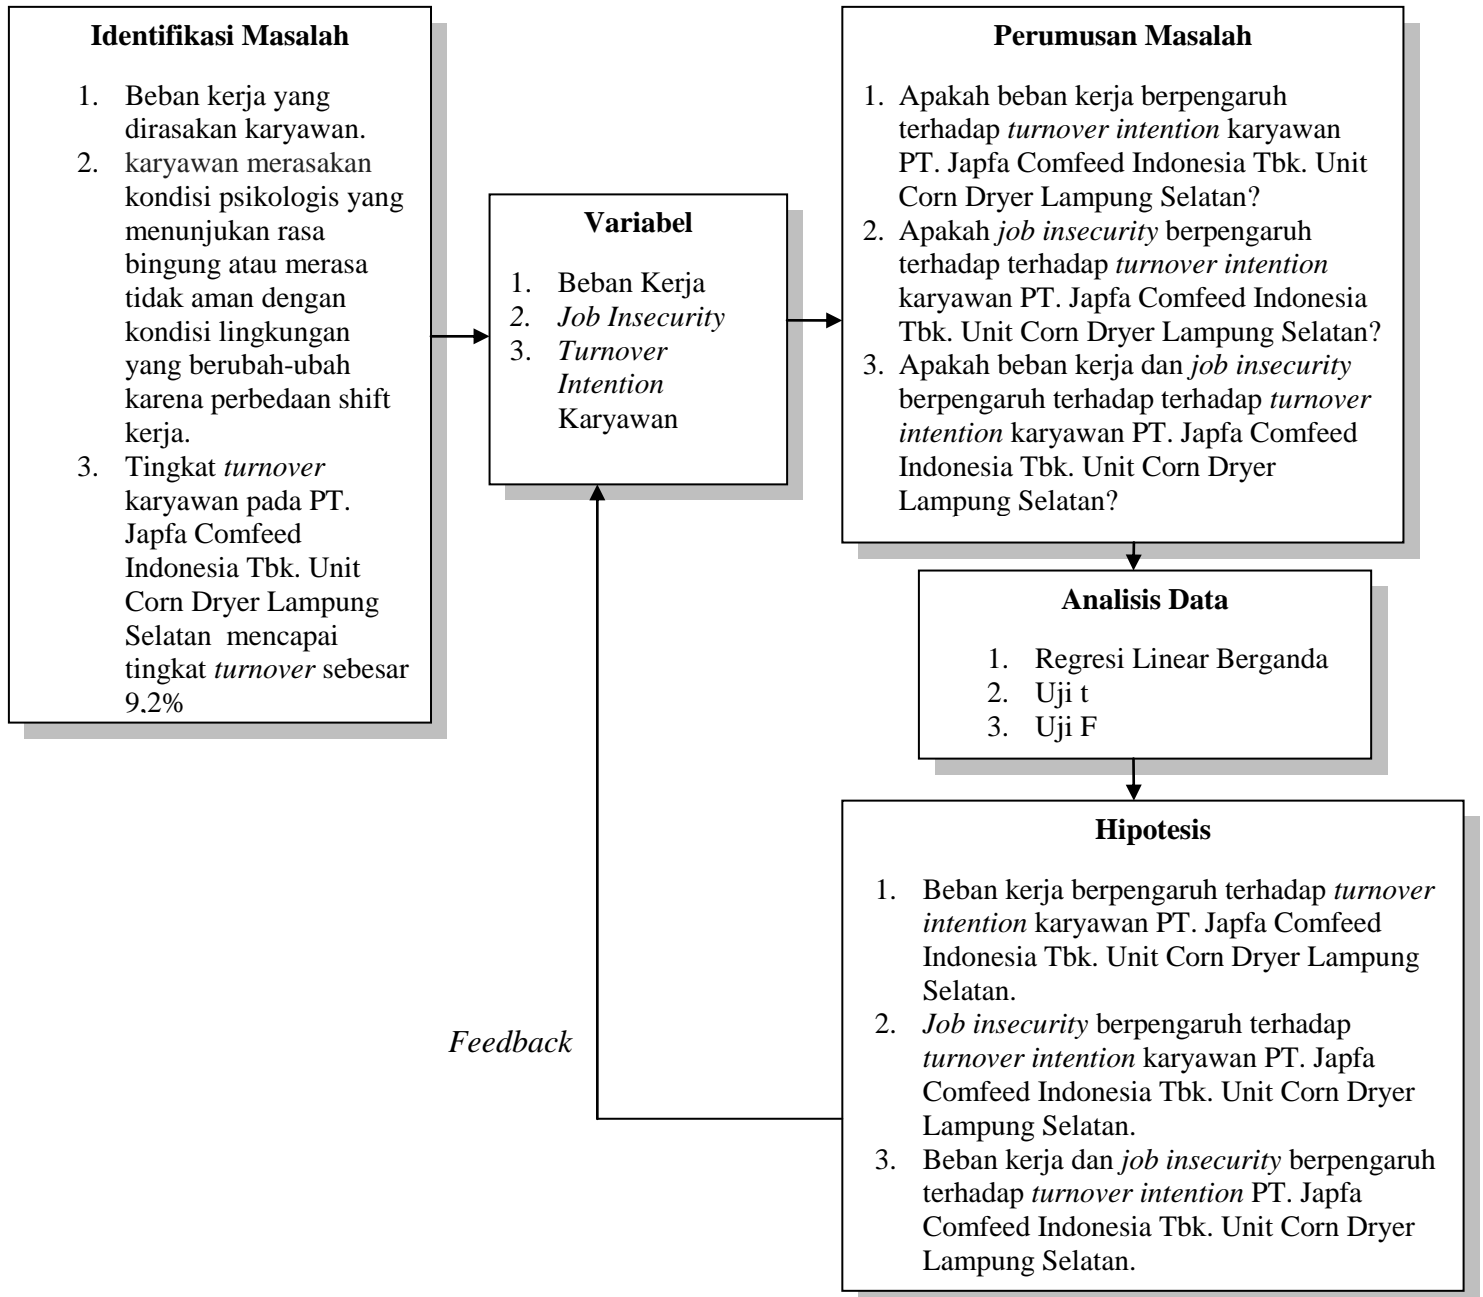 Identifikasi Masalah
1. Beban kerja yang
dirasakan karyawan.
2. karyawan merasakan
kondisi psikologis yang
menunjukan rasa
bingung atau merasa
tidak aman dengan
kondisi lingkungan
yang berubah-ubah
karena perbedaan shift
kerja.
3. Tingkat turnover
karyawan pada PT.
Japfa Comfeed
Indonesia Tbk. Unit
Corn Dryer Lampung
Selatan mencapai
tingkat turnover sebesar
9,2%
Variabel
1. Beban Kerja
2. Job Insecurity
3. Turnover
Intention
Karyawan
Perumusan Masalah
1. Apakah beban kerja berpengaruh
terhadap turnover intention karyawan
PT. Japfa Comfeed Indonesia Tbk. Unit
Corn Dryer Lampung Selatan?
2. Apakah job insecurity berpengaruh
terhadap terhadap turnover intention
karyawan PT. Japfa Comfeed Indonesia
Tbk. Unit Corn Dryer Lampung Selatan?
3. Apakah beban kerja dan job insecurity
berpengaruh terhadap terhadap turnover
intention karyawan PT. Japfa Comfeed
Indonesia Tbk. Unit Corn Dryer
Lampung Selatan?
Analisis Data
1. Regresi Linear Berganda
2. Uji t
3. Uji F
Hipotesis
1. Beban kerja berpengaruh terhadap turnover
intention karyawan PT. Japfa Comfeed
Indonesia Tbk. Unit Corn Dryer Lampung
Selatan.
2. Job insecurity berpengaruh terhadap
turnover intention karyawan PT. Japfa
Comfeed Indonesia Tbk. Unit Corn Dryer
Lampung Selatan.
3. Beban kerja dan job insecurity berpengaruh
terhadap turnover intention PT. Japfa
Comfeed Indonesia Tbk. Unit Corn Dryer
Lampung Selatan.
Feedback